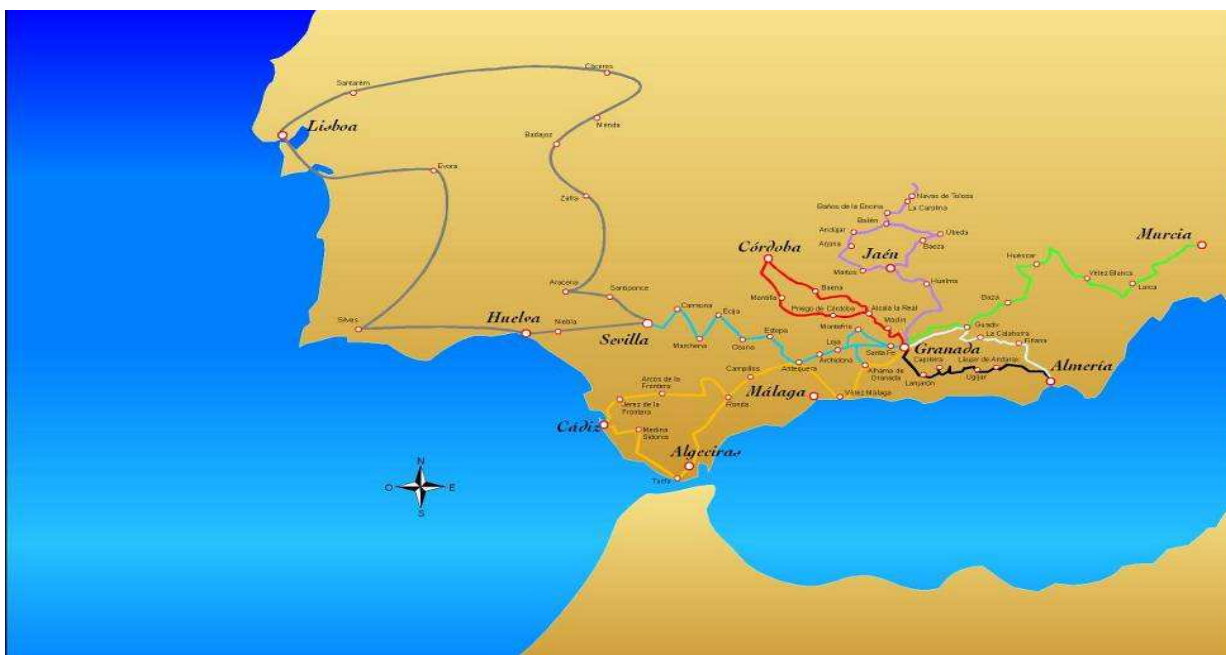 Cáceres
Santarém
Lisboa
Mérida
Badajoz
Evora
Zafra
Navas de Tolosa
La Carolina
Baños de la Encina
Bailén
Andújar
Úbeda
Arjona
Baeza
Murcia
Córdoba
Jaén
Martos
Huéscar
Vélez Blanca
Huelma
Lorca
Baza
Aracena
Santiponce
Baena
Montilla
Priego de Córdoba
Alcalá la Real
Moclín
Carmona
Écija
Silves
Huelva
Niebla
Sevilla
Estepa
Montefrío
Guadix
La Calahorra
Fiñana
Marchena
Osuna
Loja
Santa Fe
Granada
Archidona
Antequera
Alhama de
Granada
Capileira
Láujar de Andarax
Lanjarón
Ugíjar
Almería
Campillos
Arcos de la
Frontera
Jerez de la
Frontera
Ronda
Málaga
Vélez Málaga
Cádiz
Medina
Sidonia
Algeciras
Tarifa
N
O
E
S